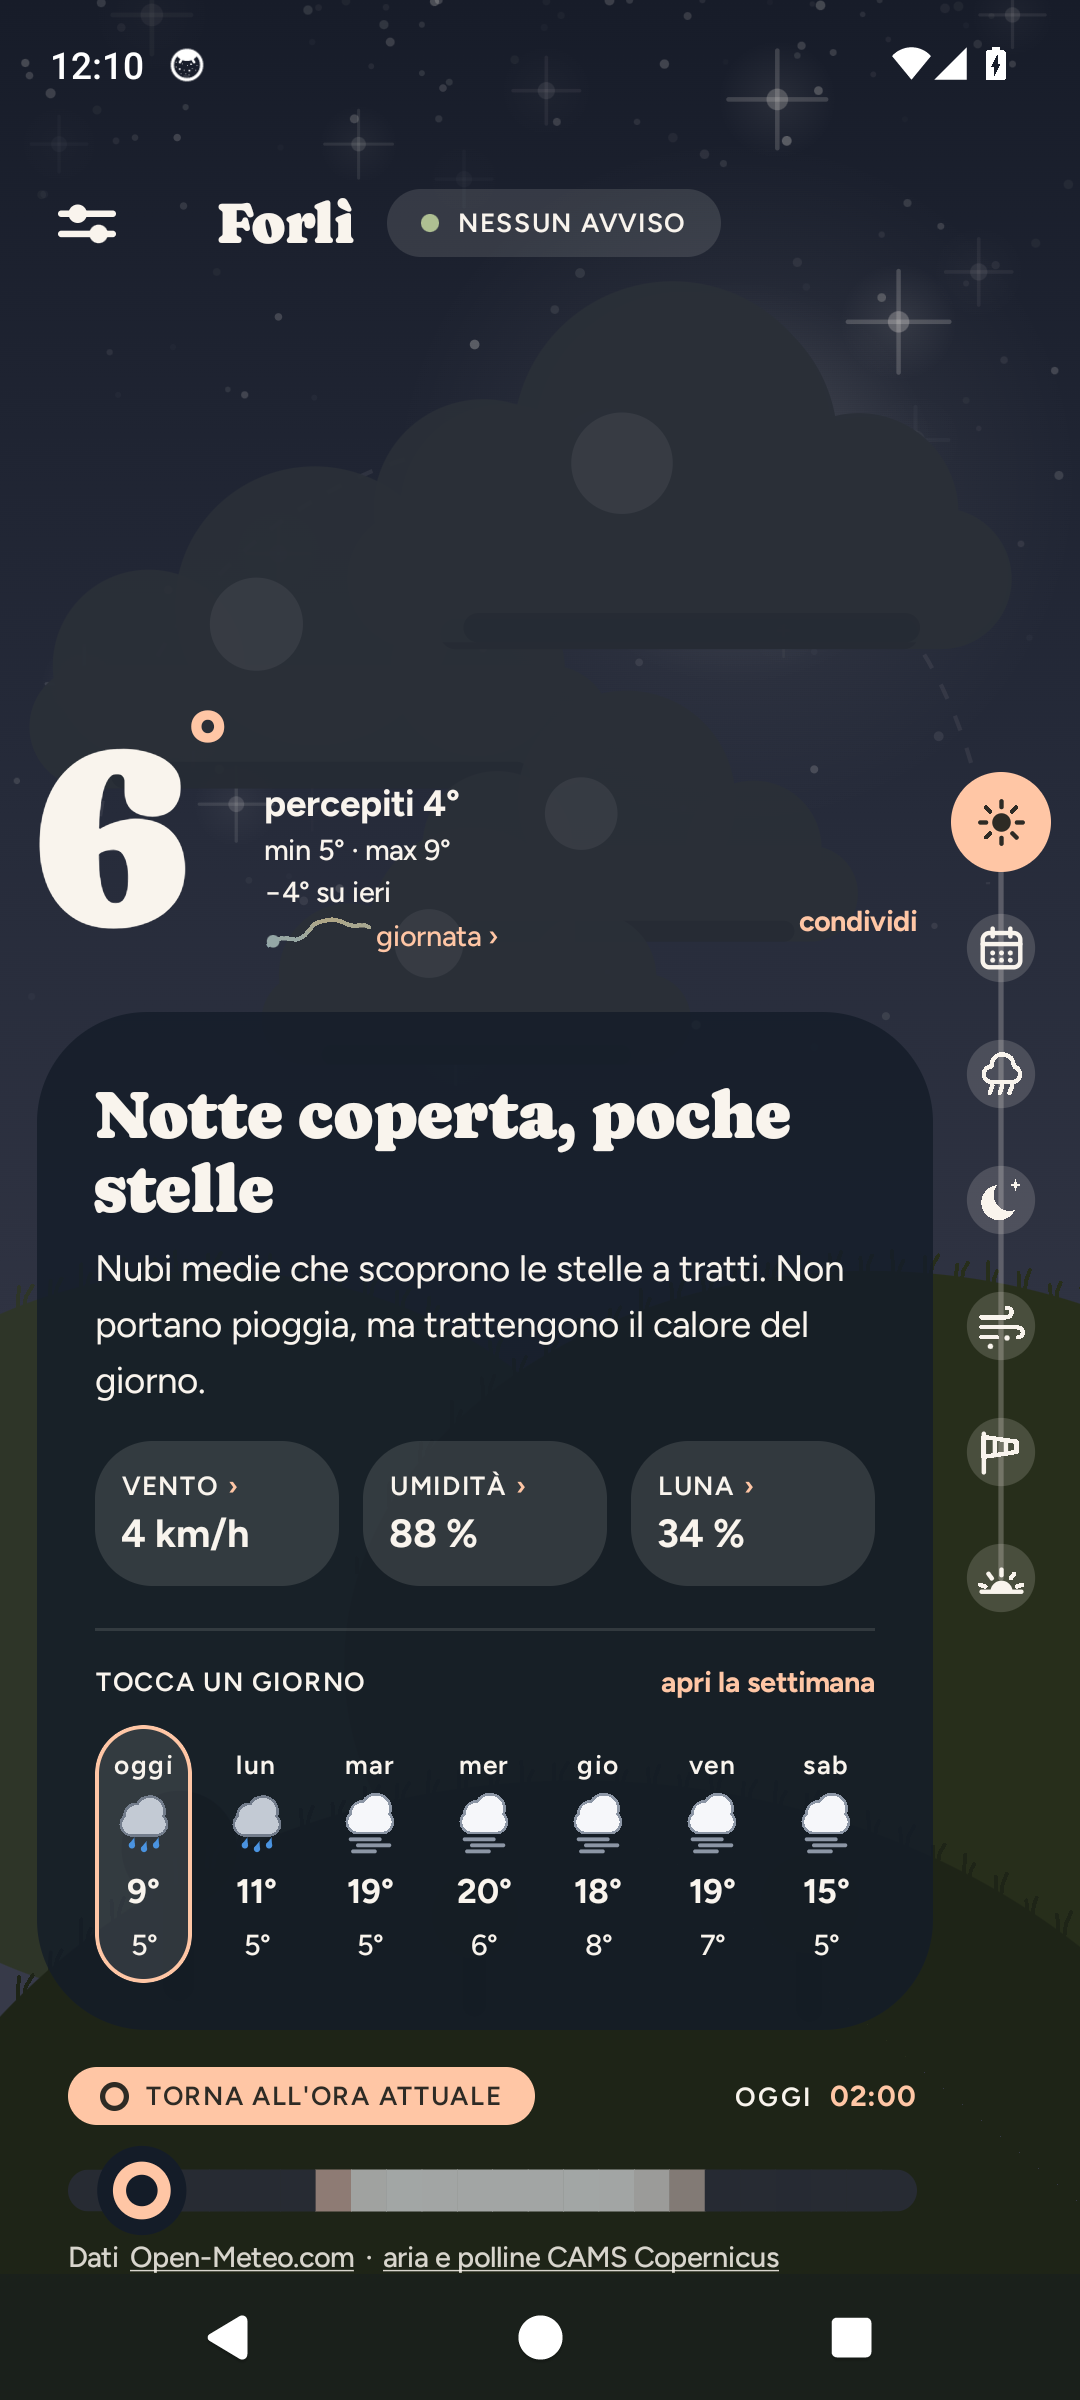 12:10
Forlì
NESSUN AVVISO
6°
percepiti 4°
min 5° · max 9°
−4° su ieri
giornata ›
condividi
Notte coperta, poche
stelle
Nubi medie che scoprono le stelle a tratti. Non
portano pioggia, ma trattengono il calore del
giorno.
VENTO › UMIDITÀ › LUNA ›
4 km/h 88 % 34 %
TOCCA UN GIORNO apri la settimana
oggi lun mar mer gio ven sab
9° 11° 19° 20° 18° 19° 15°
5° 5° 5° 6° 8° 7° 5°
TORNA ALL'ORA ATTUALE OGGI 02:00
Dati Open-Meteo.com · aria e polline CAMS Copernicus